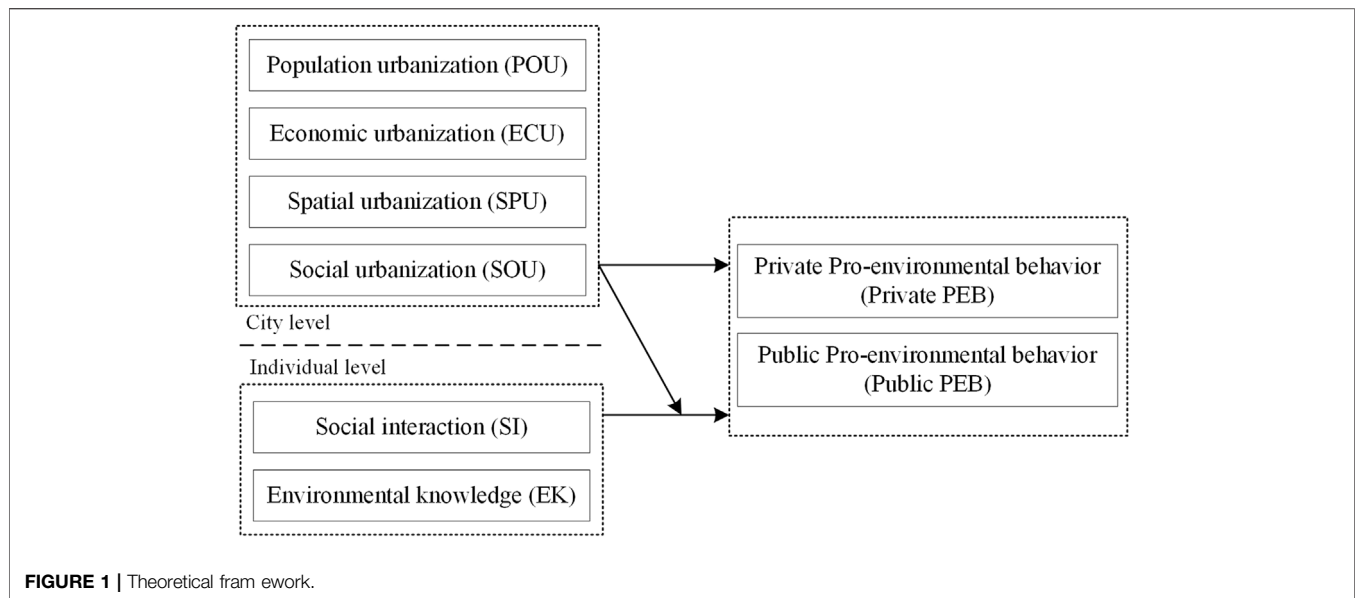 Population urbanization (POU)
Economic urbanization (ECU)
Spatial urbanization (SPU)
Social urbanization (SOU)
City level
Individual level
Social interaction (SI)
Environmental knowledge (EK)
Private Pro-environmental behavior
(Private PEB)
Public Pro-environmental behavior
(Public PEB)
FIGURE 1 | Theoretical fram ework.